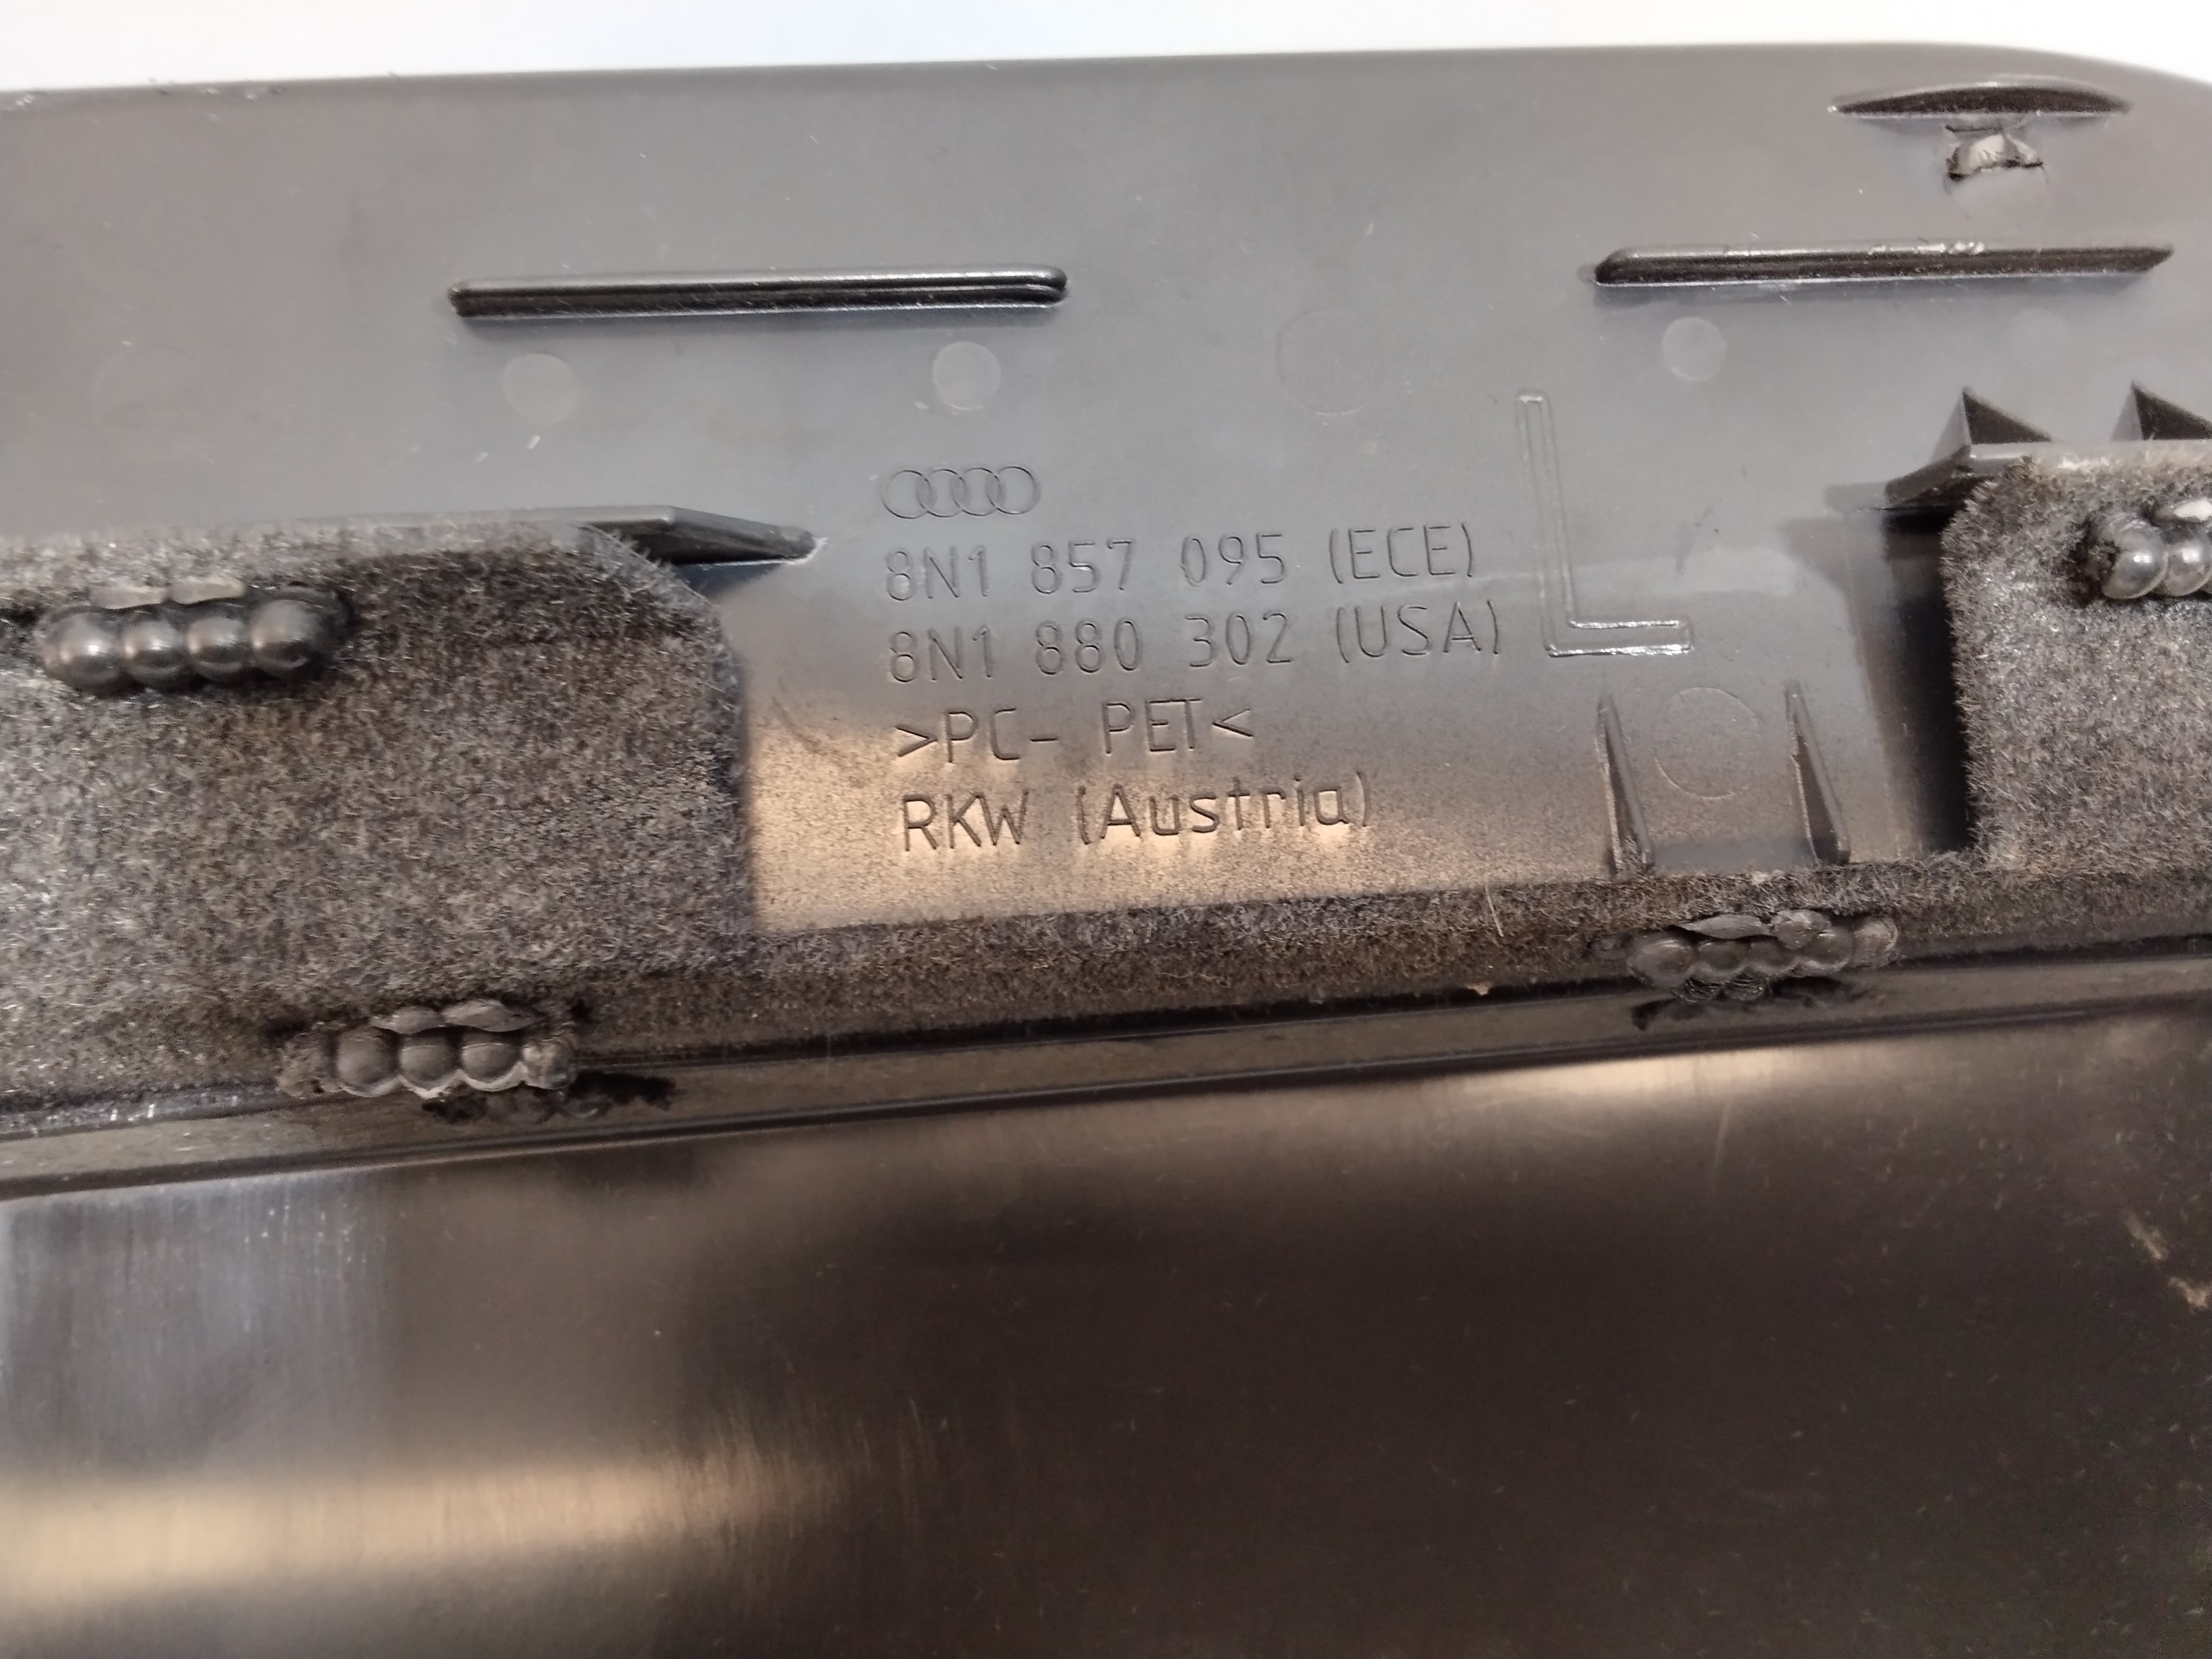 8N1 857 095 (ECE)
8N1 880 302 (USA)
L
>PC- PET<
RKW (Austria)